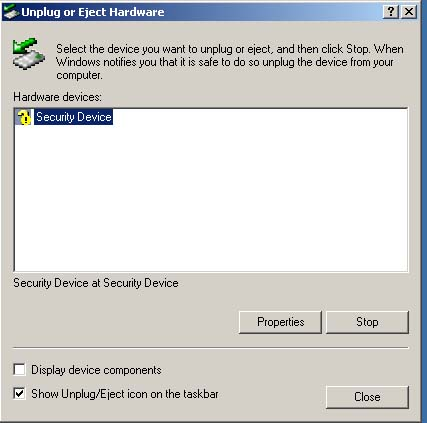 Unplug or Eject Hardware
Select the device you want to unplug or eject, and then click Stop. When
Windows notifies you that it is safe to do so unplug the device from your
computer.
Hardware devices:
Security Device
Security Device at Security Device
Properties
Stop
Display device components
Show Unplug/Eject icon on the taskbar
Close